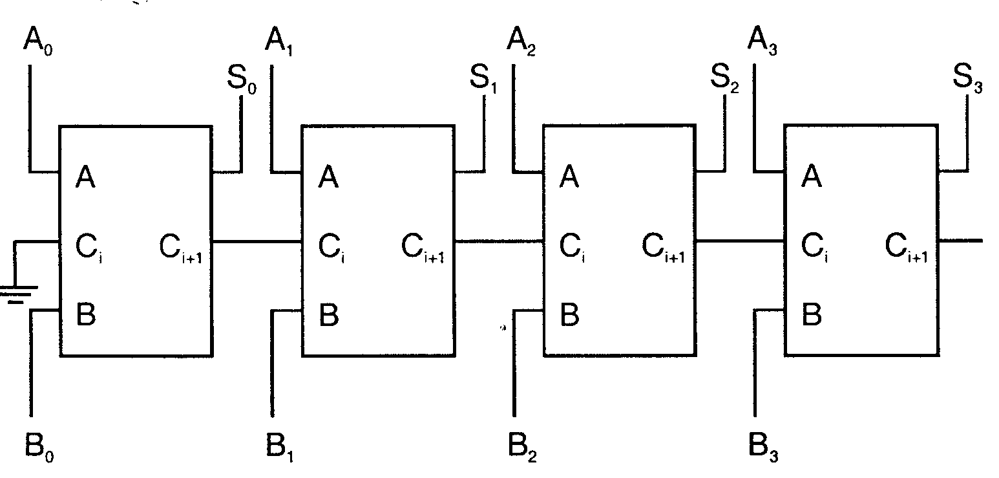 A₀ A₁ A₂ A₃
S₀ S₁ S₂ S₃
A A A A
Cᵢ Cᵢ₊₁ Cᵢ Cᵢ₊₁ Cᵢ Cᵢ₊₁ Cᵢ Cᵢ₊₁
B B B B
B₀ B₁ B₂ B₃